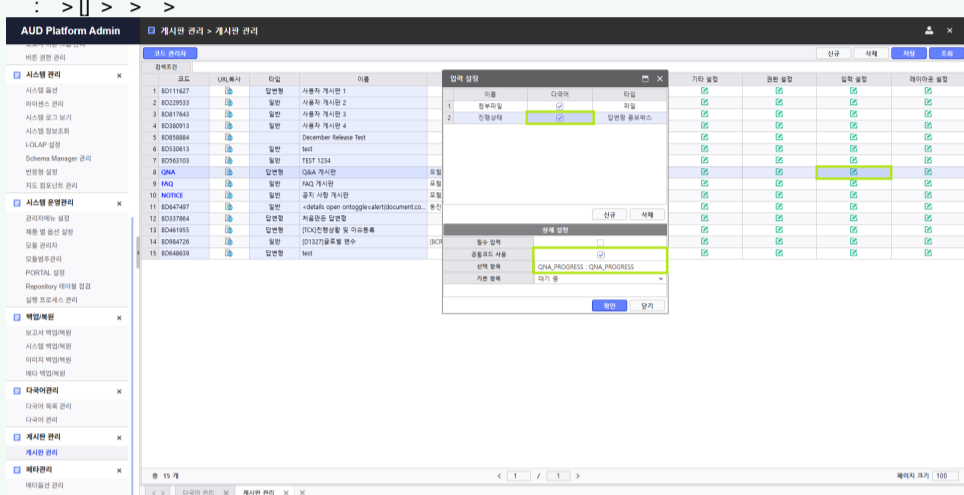 : > [] > > >
AUD Platform Admin
게시판 관리 > 게시판 관리
버튼 권한 관리
시스템 관리
시스템 옵션
라이센스 관리
시스템 로그 보기
시스템 정보조회
i-OLAP 설정
Schema Manager 관리
반응형 설정
지도 컴포넌트 관리
시스템 운영관리
관리자메뉴 설정
제품 별 옵션 설정
모듈 관리자
모듈범주관리
PORTAL 설정
Repository 테이블 점검
실행 프로세스 관리
백업/복원
보고서 백업/복원
시스템 백업/복원
이미지 백업/복원
메타 백업/복원
다국어관리
다국어 목록 관리
다국어 관리
게시판 관리
게시판 관리
메타관리
메타옵션 관리
코드 관리자
신규 삭제 저장 조회
검색조건
코드 URL복사 타입 이름 기타 설정 권한 설정 입력 설정 레이아웃 설정
1 BD111627 답변형 사용자 게시판 1
2 BD229533 일반 사용자 게시판 2
3 BD817643 답변형 사용자 게시판 3
4 BD380913 일반 사용자 게시판 4
5 BD858884 December Release Test
6 BD530613 일반 test
7 BD563103 일반 TEST 1234
8 QNA 답변형 Q&A 게시판 포털
9 FAQ 일반 FAQ 게시판 포털
10 NOTICE 일반 공지 사항 게시판 포털
11 BD647497 일반 <details open ontoggle=alert(document.co...
12 BD337864 답변형 처음만든 답변형
13 BD461955 답변형 [TCK]진행상황 및 이슈등록
14 BD984726 일반 [D1327]글로벌 변수 (BCR
15 BD648639 답변형 test
입력 설정
이름 다국어 타입
1 첨부파일 파일
2 진행상태 답변형 콤보박스
신규 삭제
상세 설정
필수 입력
공통코드 사용
선택 항목 QNA_PROGRESS : QNA_PROGRESS
기본 항목 대기 중
확인 닫기
총 15 개
< 1 / 1 >
페이지 크기 100
< > 다국어 관리 × 게시판 관리 × ×